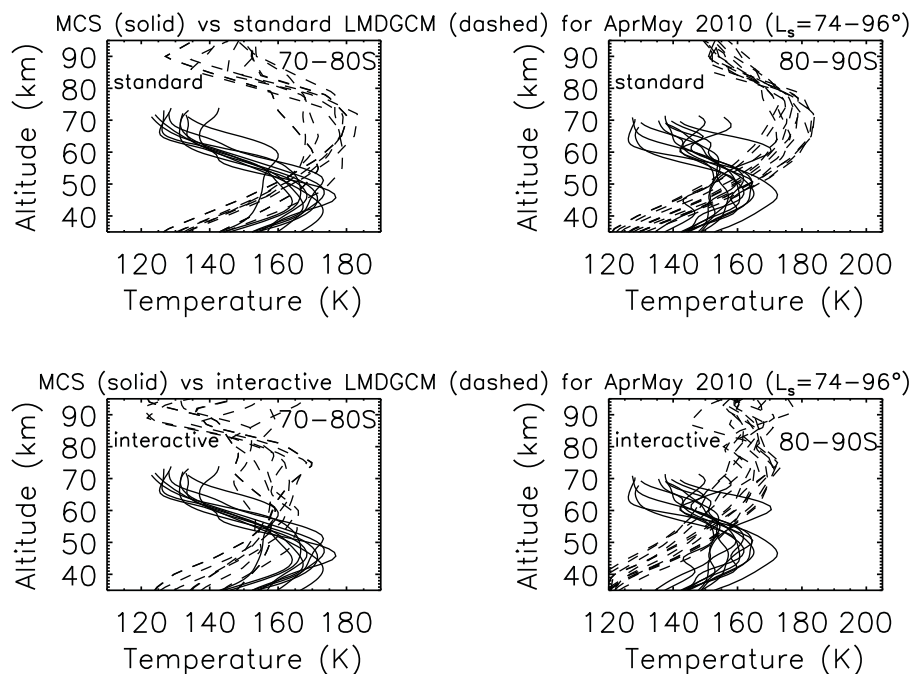 MCS (solid) vs standard LMDGCM (dashed) for AprMay 2010 (Lₛ=74−96°)
Altitude (km)
90
80
70
60
50
40
standard
70−80S
120 140 160 180
Temperature (K)
Altitude (km)
90
80
70
60
50
40
standard
80−90S
120 140 160 180 200
Temperature (K)
MCS (solid) vs interactive LMDGCM (dashed) for AprMay 2010 (Lₛ=74−96°)
Altitude (km)
90
80
70
60
50
40
interactive
70−80S
120 140 160 180
Temperature (K)
Altitude (km)
90
80
70
60
50
40
interactive
80−90S
120 140 160 180 200
Temperature (K)